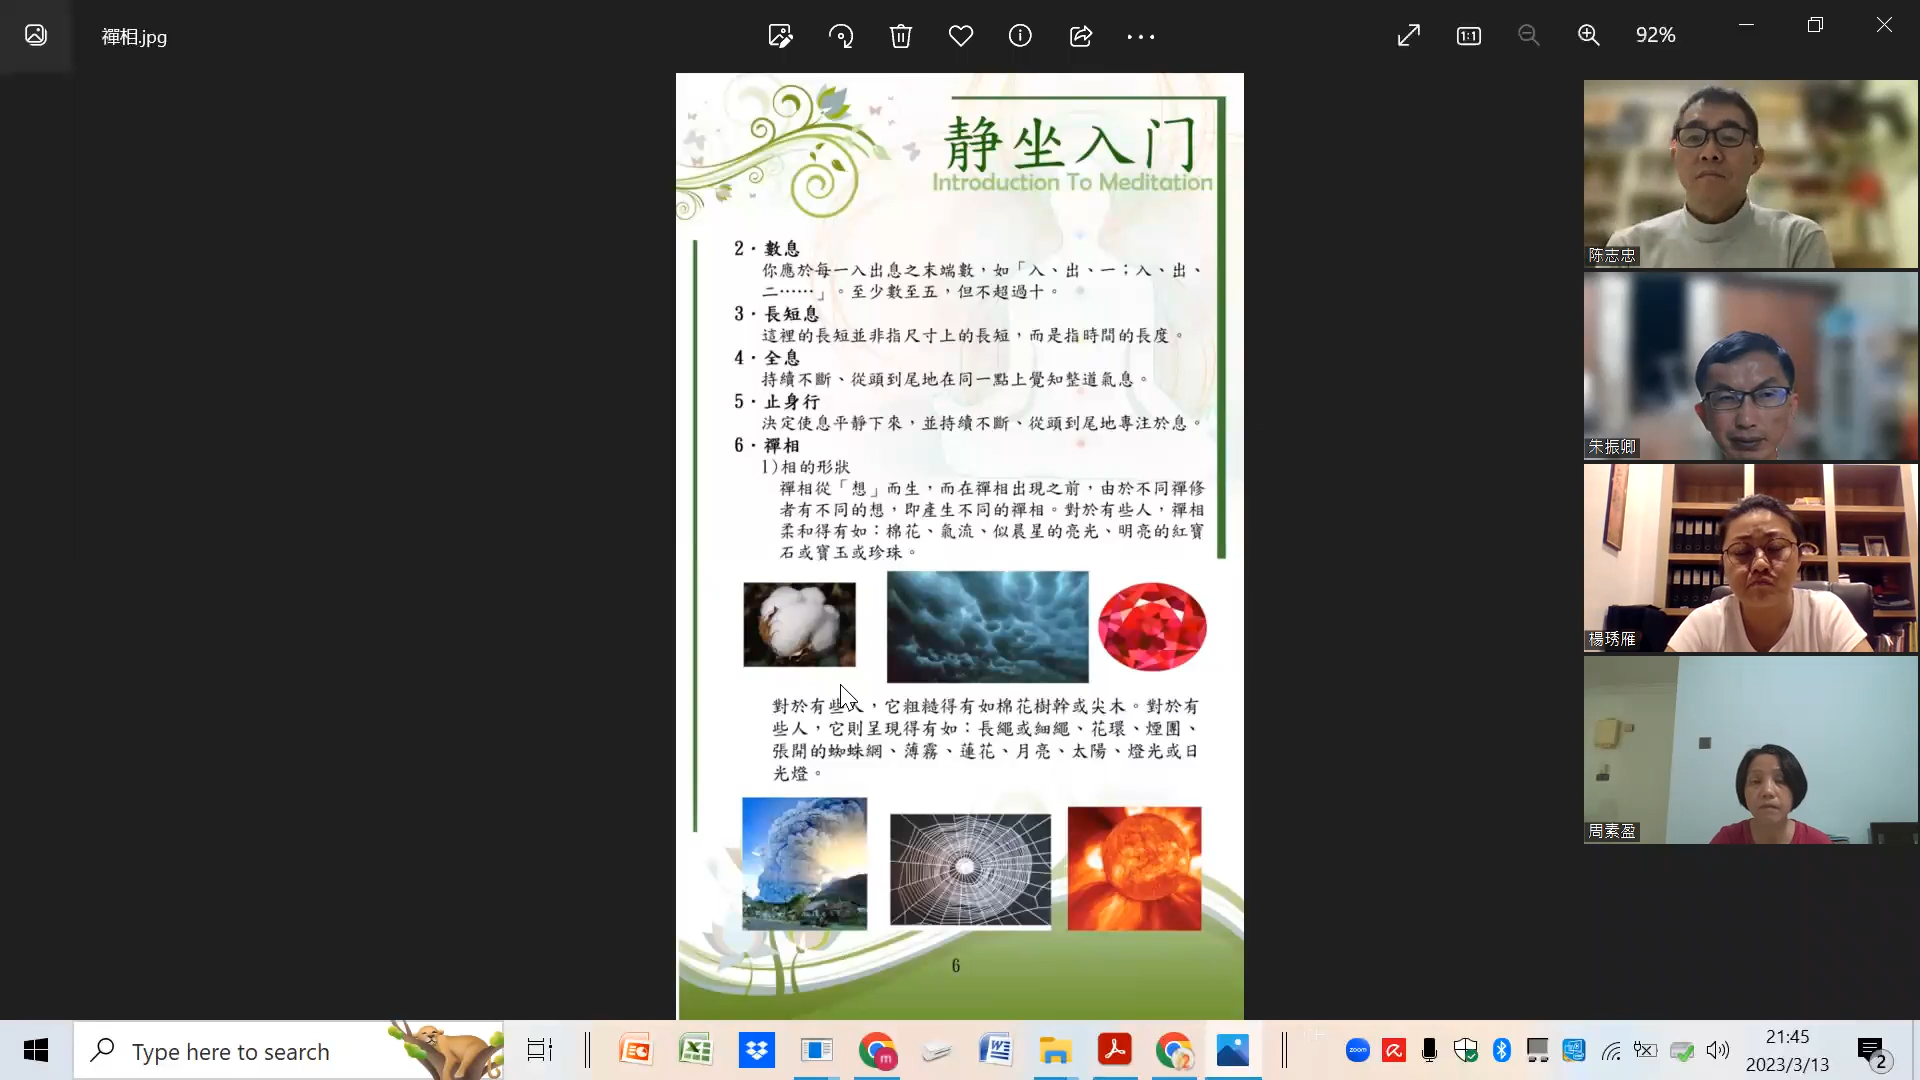 禪相.jpg
92%
静坐入门
Introduction To Meditation
2·數息
你應於每一入出息之末端數，如「入、出、一；入、出、
二……」。至少數至五，但不超過十。
3·長短息
這裡的長短並非指尺寸上的長短，而是指時間的長度。
4·全息
持續不斷、從頭到尾地在同一點上覺知整道氣息。
5·止身行
決定使息平靜下來，並持續不斷、從頭到尾地專注於息。
6·禪相
1)相的形狀
禪相從「想」而生，而在禪相出現之前，由於不同禪修
者有不同的想，即產生不同的禪相。對於有些人，禪相
柔和得有如：棉花、氣流、似晨星的亮光、明亮的紅寶
石或寶玉或珍珠。
對於有些人，它粗糙得有如棉花樹幹或尖木。對於有
些人，它則呈現得有如：長繩或細繩、花環、煙團、
張開的蜘蛛網、薄霧、蓮花、月亮、太陽、燈光或日
光燈。
6
陈志忠
朱振卿
楊琇雁
周素盈
Type here to search
zoom
21:45
2023/3/13
2